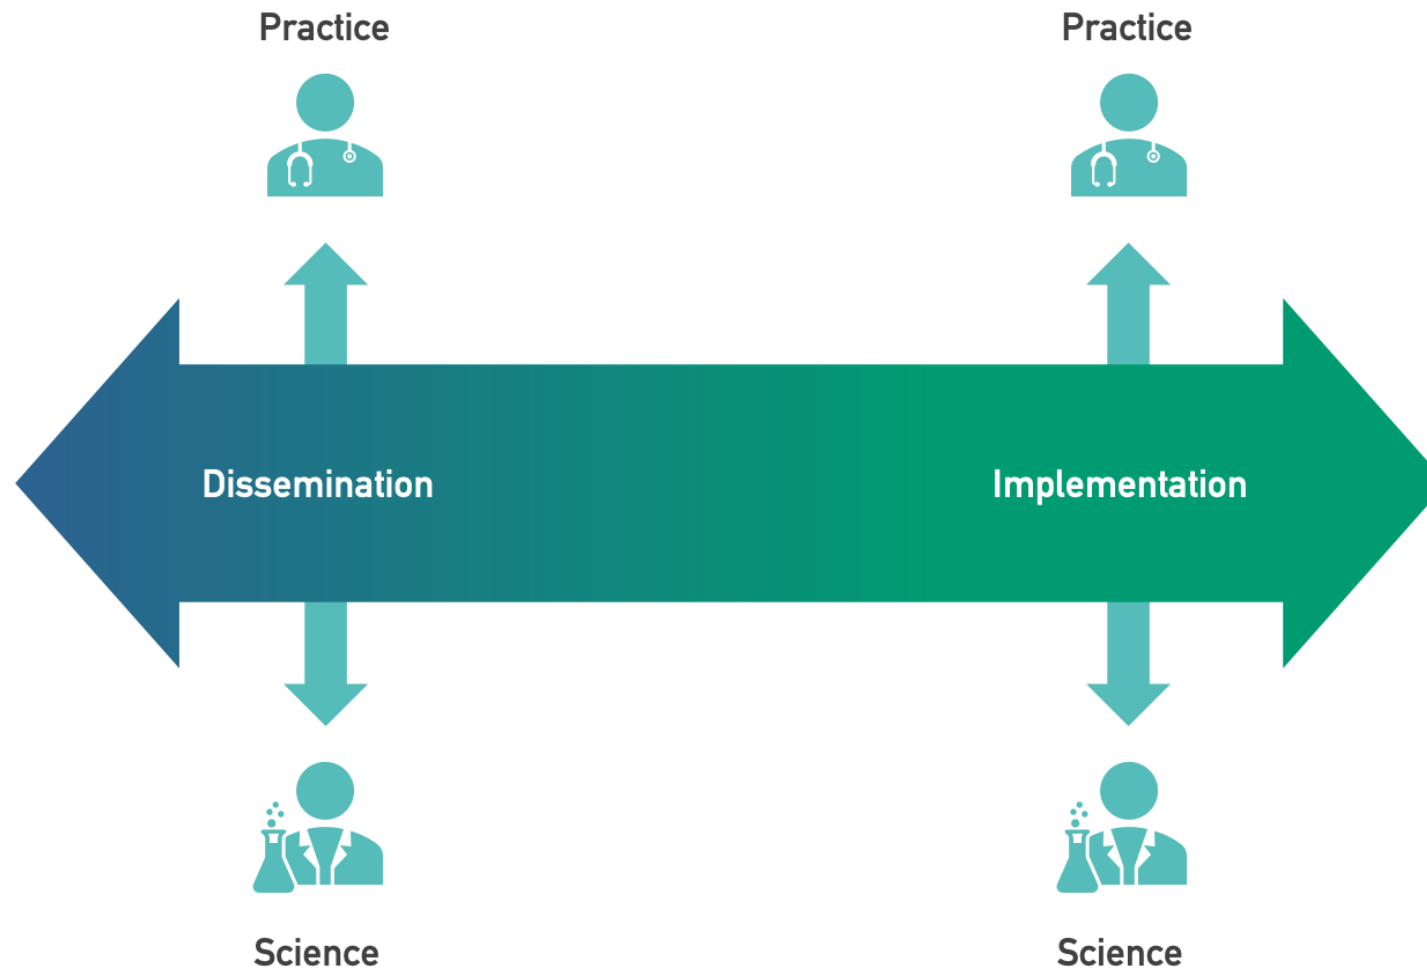 Practice
Practice
Dissemination
Implementation
Science
Science